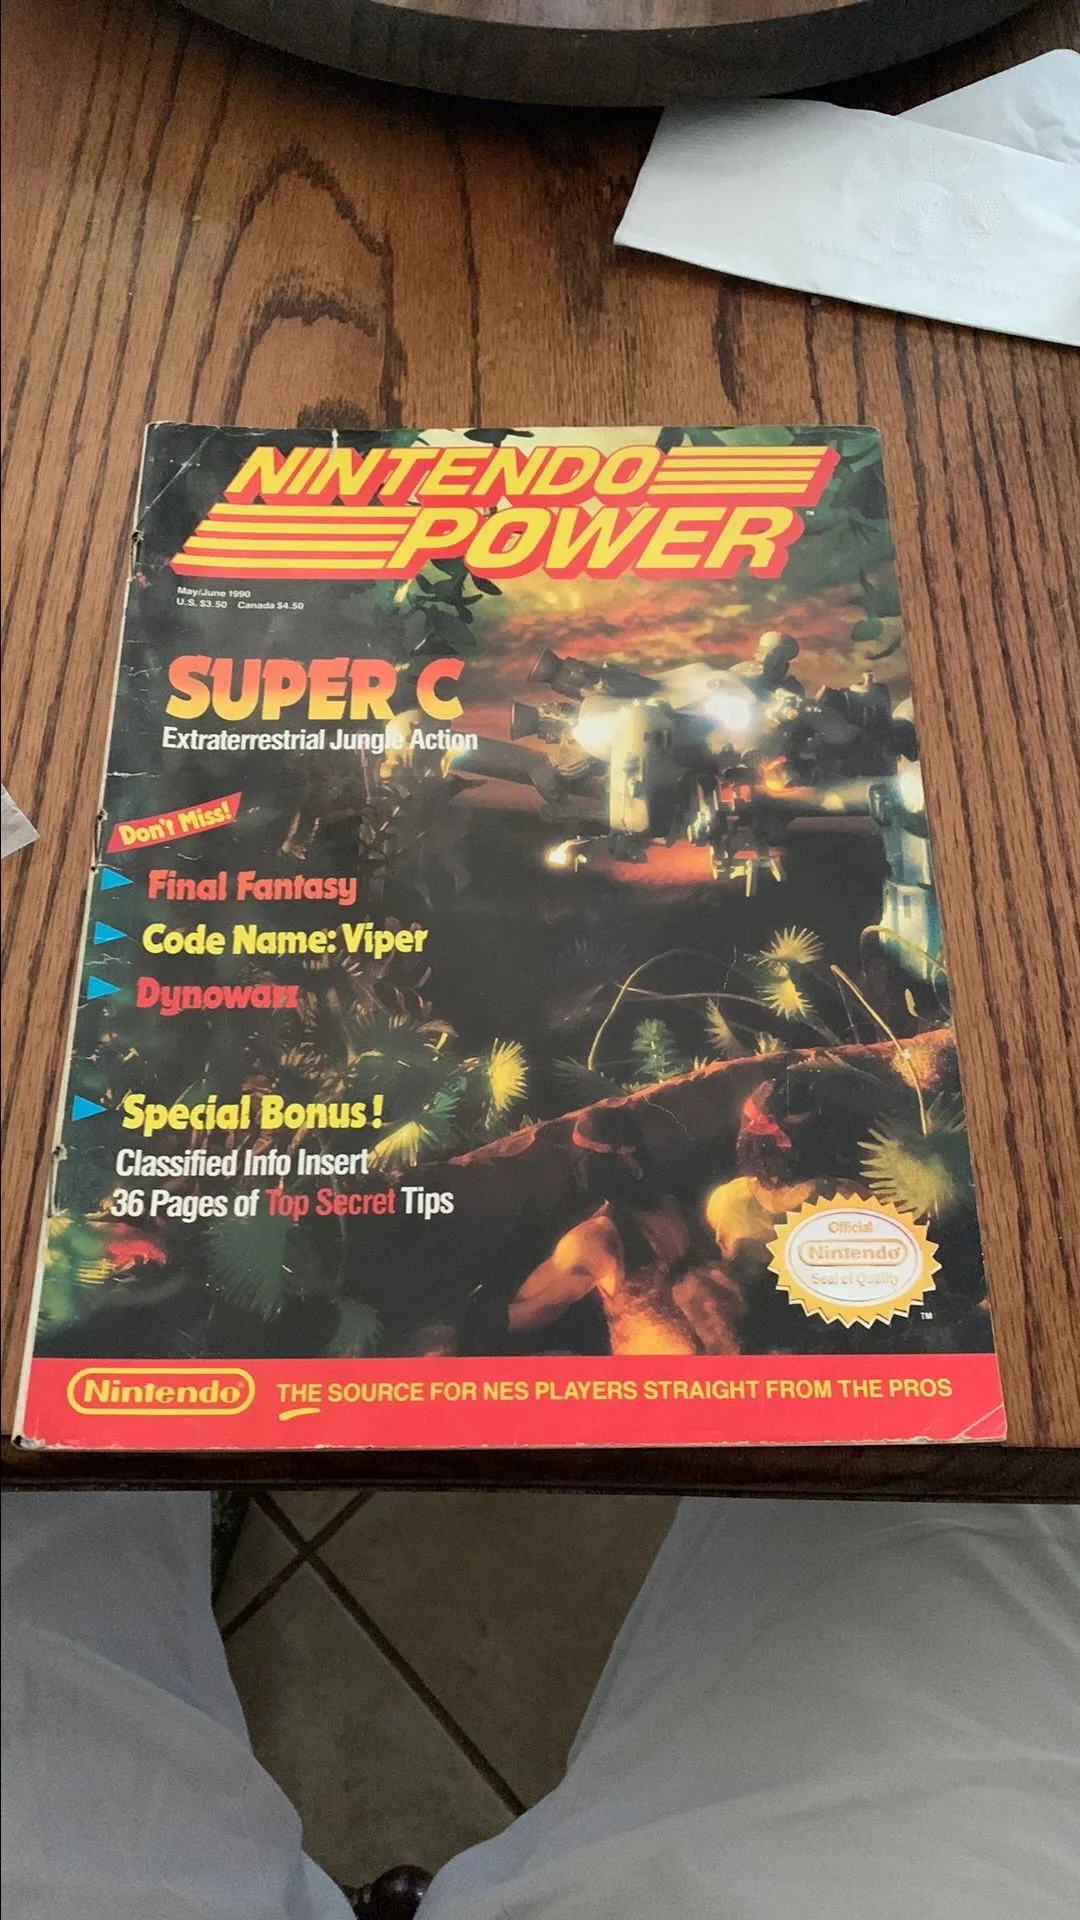 NINTENDO
POWER™
May/June 1990
U.S. $3.50 Canada $4.50
SUPER C
Extraterrestrial Jungle Action
Don't Miss!
Final Fantasy
Code Name: Viper
Dynowarz
Special Bonus!
Classified Info Insert
36 Pages of Top Secret Tips
Official
Nintendo®
Seal of Quality
TM
Nintendo®
THE SOURCE FOR NES PLAYERS STRAIGHT FROM THE PROS